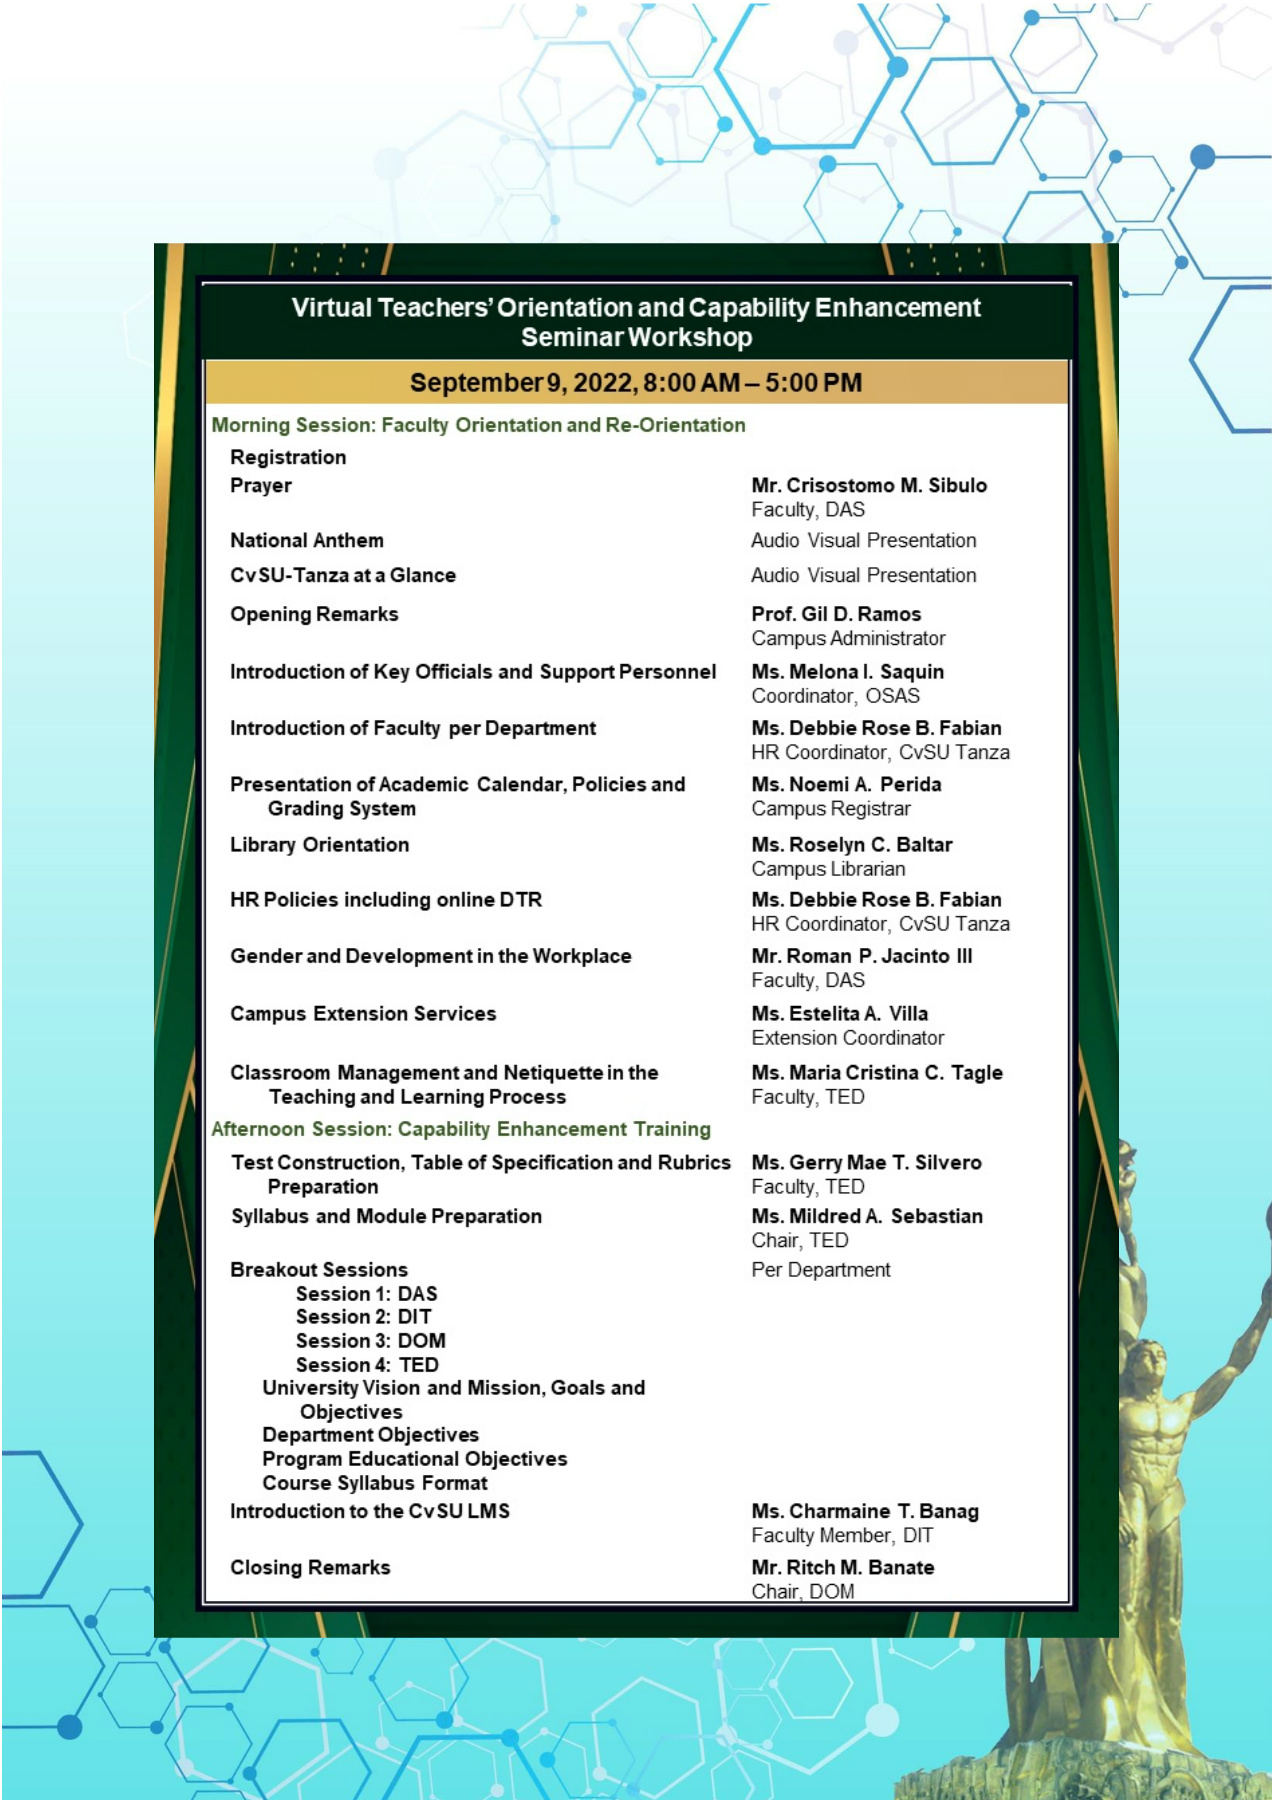 Virtual Teachers' Orientation and Capability Enhancement
Seminar Workshop
September 9, 2022, 8:00 AM – 5:00 PM
Morning Session: Faculty Orientation and Re-Orientation
Registration
Prayer Mr. Crisostomo M. Sibulo
Faculty, DAS
National Anthem Audio Visual Presentation
CvSU-Tanza at a Glance Audio Visual Presentation
Opening Remarks Prof. Gil D. Ramos
Campus Administrator
Introduction of Key Officials and Support Personnel Ms. Melona I. Saquin
Coordinator, OSAS
Introduction of Faculty per Department Ms. Debbie Rose B. Fabian
HR Coordinator, CvSU Tanza
Presentation of Academic Calendar, Policies and Ms. Noemi A. Perida
Grading System Campus Registrar
Library Orientation Ms. Roselyn C. Baltar
Campus Librarian
HR Policies including online DTR Ms. Debbie Rose B. Fabian
HR Coordinator, CvSU Tanza
Gender and Development in the Workplace Mr. Roman P. Jacinto III
Faculty, DAS
Campus Extension Services Ms. Estelita A. Villa
Extension Coordinator
Classroom Management and Netiquette in the Ms. Maria Cristina C. Tagle
Teaching and Learning Process Faculty, TED
Afternoon Session: Capability Enhancement Training
Test Construction, Table of Specification and Rubrics Ms. Gerry Mae T. Silvero
Preparation Faculty, TED
Syllabus and Module Preparation Ms. Mildred A. Sebastian
Chair, TED
Breakout Sessions Per Department
Session 1: DAS
Session 2: DIT
Session 3: DOM
Session 4: TED
University Vision and Mission, Goals and
Objectives
Department Objectives
Program Educational Objectives
Course Syllabus Format
Introduction to the CvSU LMS Ms. Charmaine T. Banag
Faculty Member, DIT
Closing Remarks Mr. Ritch M. Banate
Chair, DOM